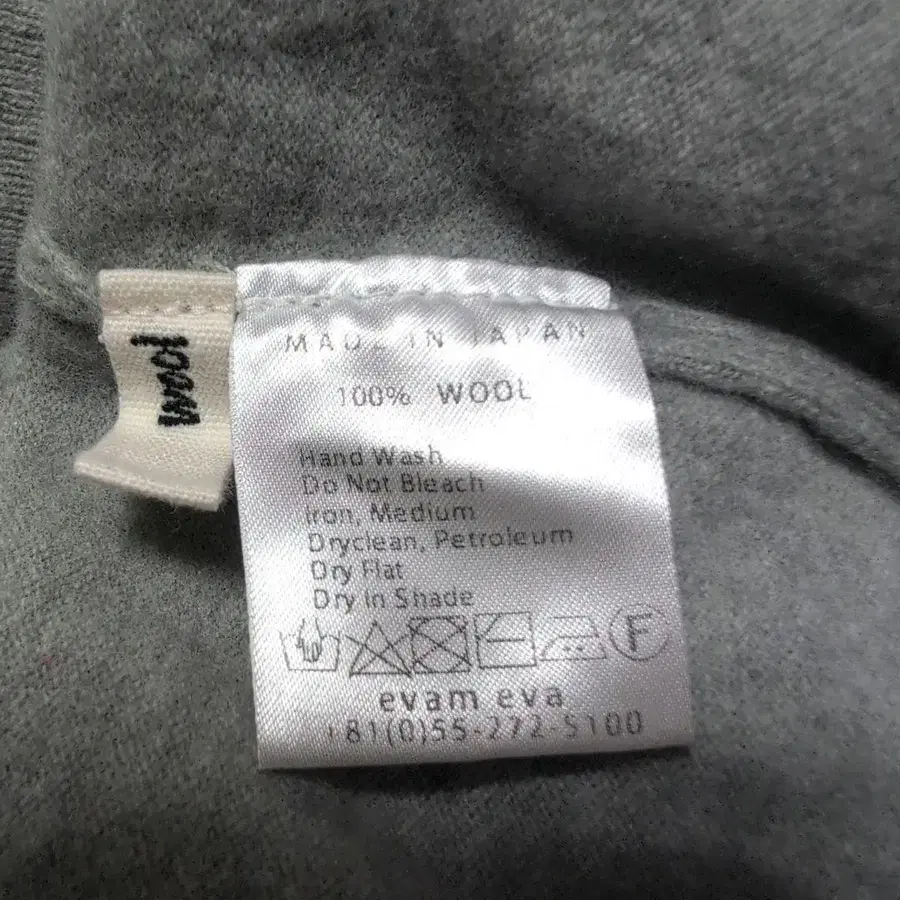 wool
MADE IN JAPAN
100% WOOL
Hand Wash
Do Not Bleach
Iron, Medium
Dryclean, Petroleum
Dry Flat
Dry In Shade
F
evam eva
+81(0)55-272-5100